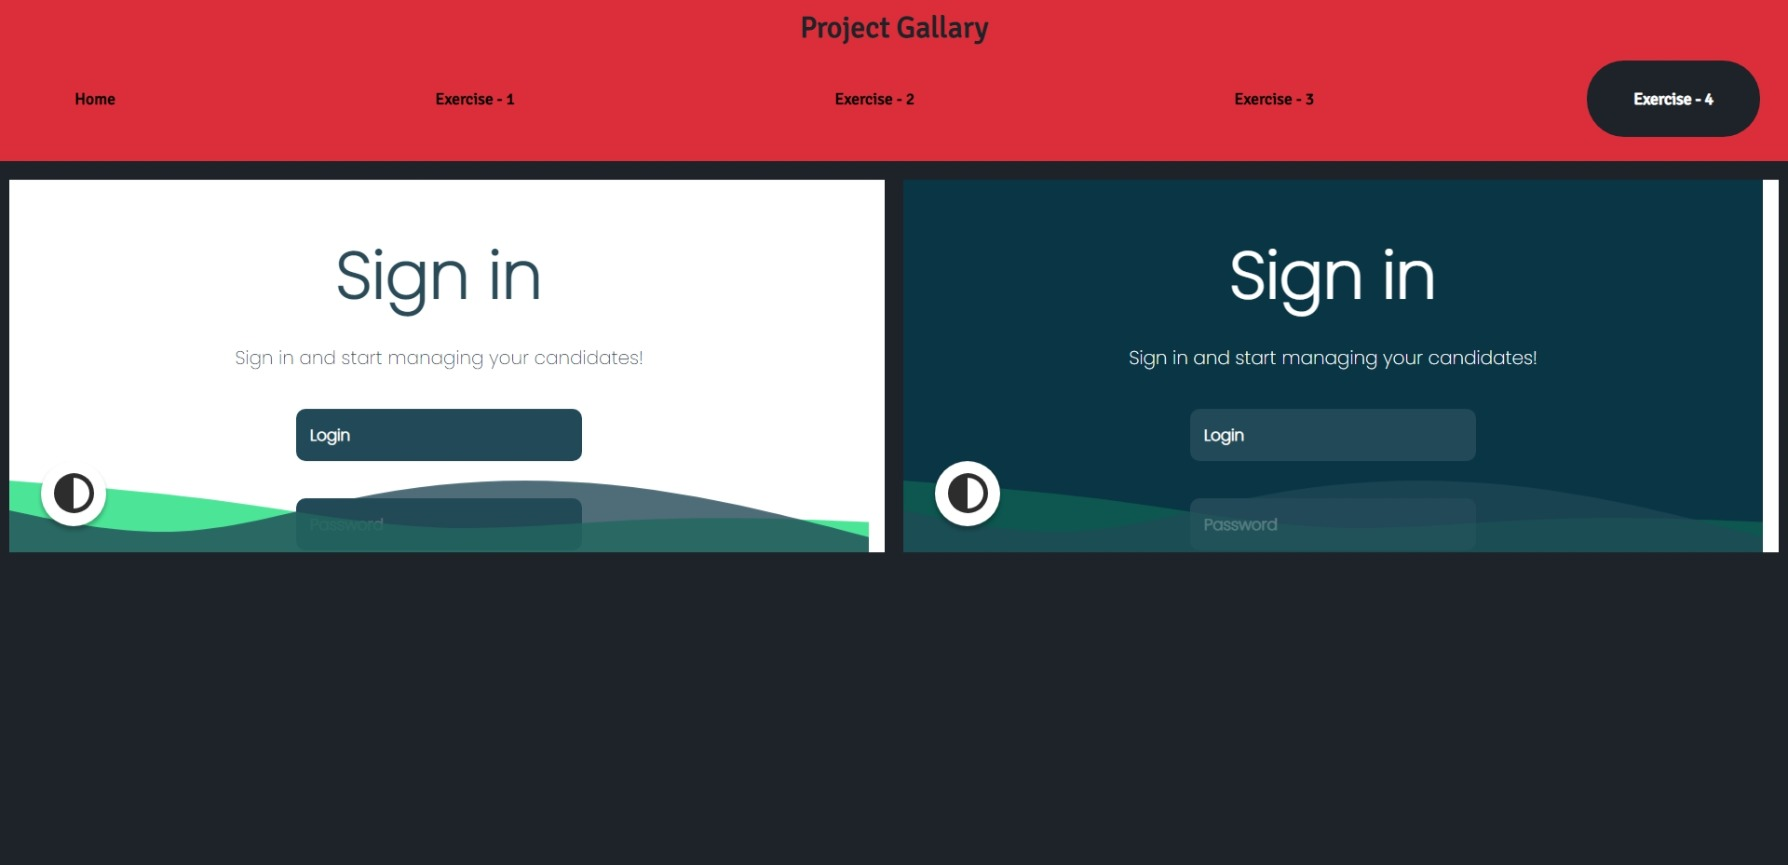 Project Gallary
Home
Exercise - 1
Exercise - 2
Exercise - 3
Exercise - 4
Sign in
Sign in and start managing your candidates!
Login
Password
Sign in
Sign in and start managing your candidates!
Login
Password